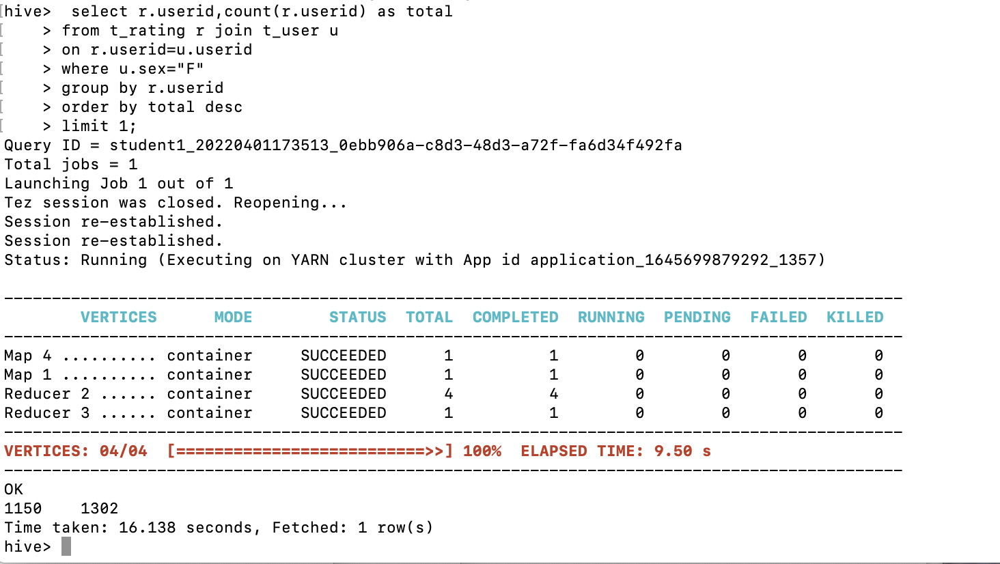 hive>  select r.userid,count(r.userid) as total
    > from t_rating r join t_user u
    > on r.userid=u.userid
    > where u.sex="F"
    > group by r.userid
    > order by total desc
    > limit 1;
Query ID = student1_20220401173513_0ebb906a-c8d3-48d3-a72f-fa6d34f492fa
Total jobs = 1
Launching Job 1 out of 1
Tez session was closed. Reopening...
Session re-established.
Session re-established.
Status: Running (Executing on YARN cluster with App id application_1645699879292_1357)

----------------------------------------------------------------------------------------------
        VERTICES      MODE        STATUS  TOTAL  COMPLETED  RUNNING  PENDING  FAILED  KILLED
----------------------------------------------------------------------------------------------
Map 4 .......... container     SUCCEEDED      1          1        0        0       0       0
Map 1 .......... container     SUCCEEDED      1          1        0        0       0       0
Reducer 2 ...... container     SUCCEEDED      4          4        0        0       0       0
Reducer 3 ...... container     SUCCEEDED      1          1        0        0       0       0
----------------------------------------------------------------------------------------------
VERTICES: 04/04  [==========================>>] 100%  ELAPSED TIME: 9.50 s
----------------------------------------------------------------------------------------------
OK
1150    1302
Time taken: 16.138 seconds, Fetched: 1 row(s)
hive>